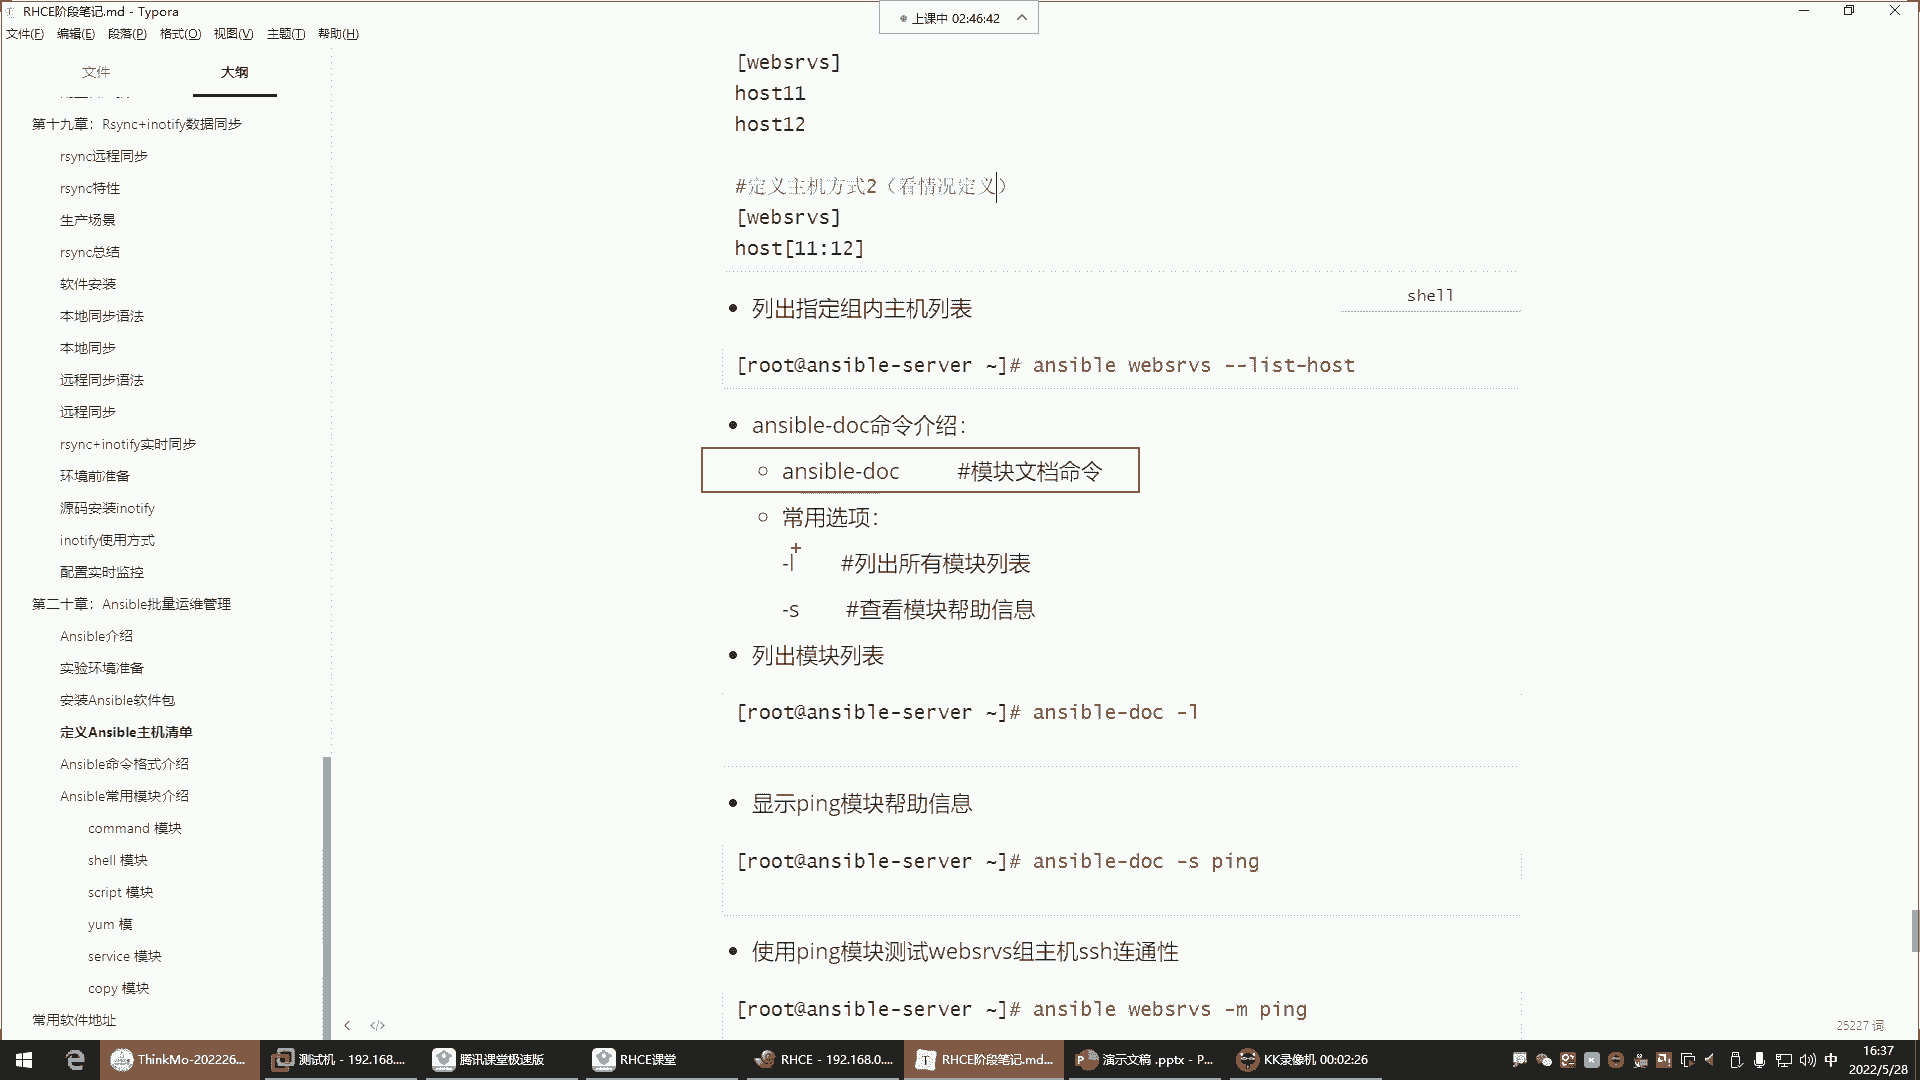 RHCE阶段笔记.md - Typora
上课中 02:46:42
文件(F) 编辑(E) 段落(P) 格式(O) 视图(V) 主题(T) 帮助(H)
文件 大纲
第十九章：Rsync+inotify数据同步
rsync远程同步
rsync特性
生产场景
rsync总结
软件安装
本地同步语法
本地同步
远程同步语法
远程同步
rsync+inotify实时同步
环境前准备
源码安装inotify
inotify使用方式
配置实时监控
第二十章：Ansible批量运维管理
Ansible介绍
实验环境准备
安装Ansible软件包
定义Ansible主机清单
Ansible命令格式介绍
Ansible常用模块介绍
command 模块
shell 模块
script 模块
yum 模
service 模块
copy 模块
常用软件地址
[websrvs]
host11
host12
#定义主机方式2（看情况定义）
[websrvs]
host[11:12]
shell
列出指定组内主机列表
[root@ansible-server ~]# ansible websrvs --list-host
ansible-doc命令介绍：
ansible-doc #模块文档命令
常用选项：
-l #列出所有模块列表
-s #查看模块帮助信息
列出模块列表
[root@ansible-server ~]# ansible-doc -l
显示ping模块帮助信息
[root@ansible-server ~]# ansible-doc -s ping
使用ping模块测试websrvs组主机ssh连通性
[root@ansible-server ~]# ansible websrvs -m ping
25227 词
ThinkMo-202226... 测试机 - 192.168.... 腾讯课堂极速版 RHCE课堂 RHCE - 192.168.0.... RHCE阶段笔记.md... 演示文稿 .pptx - P... KK录像机 00:02:26 中 16:37
2022/5/28